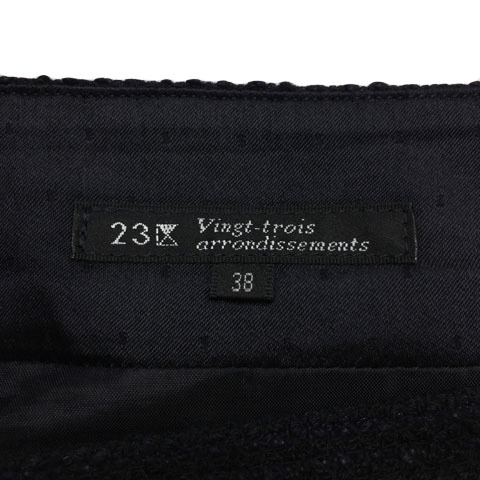 23区 Vingt-trois
arrondissements
38